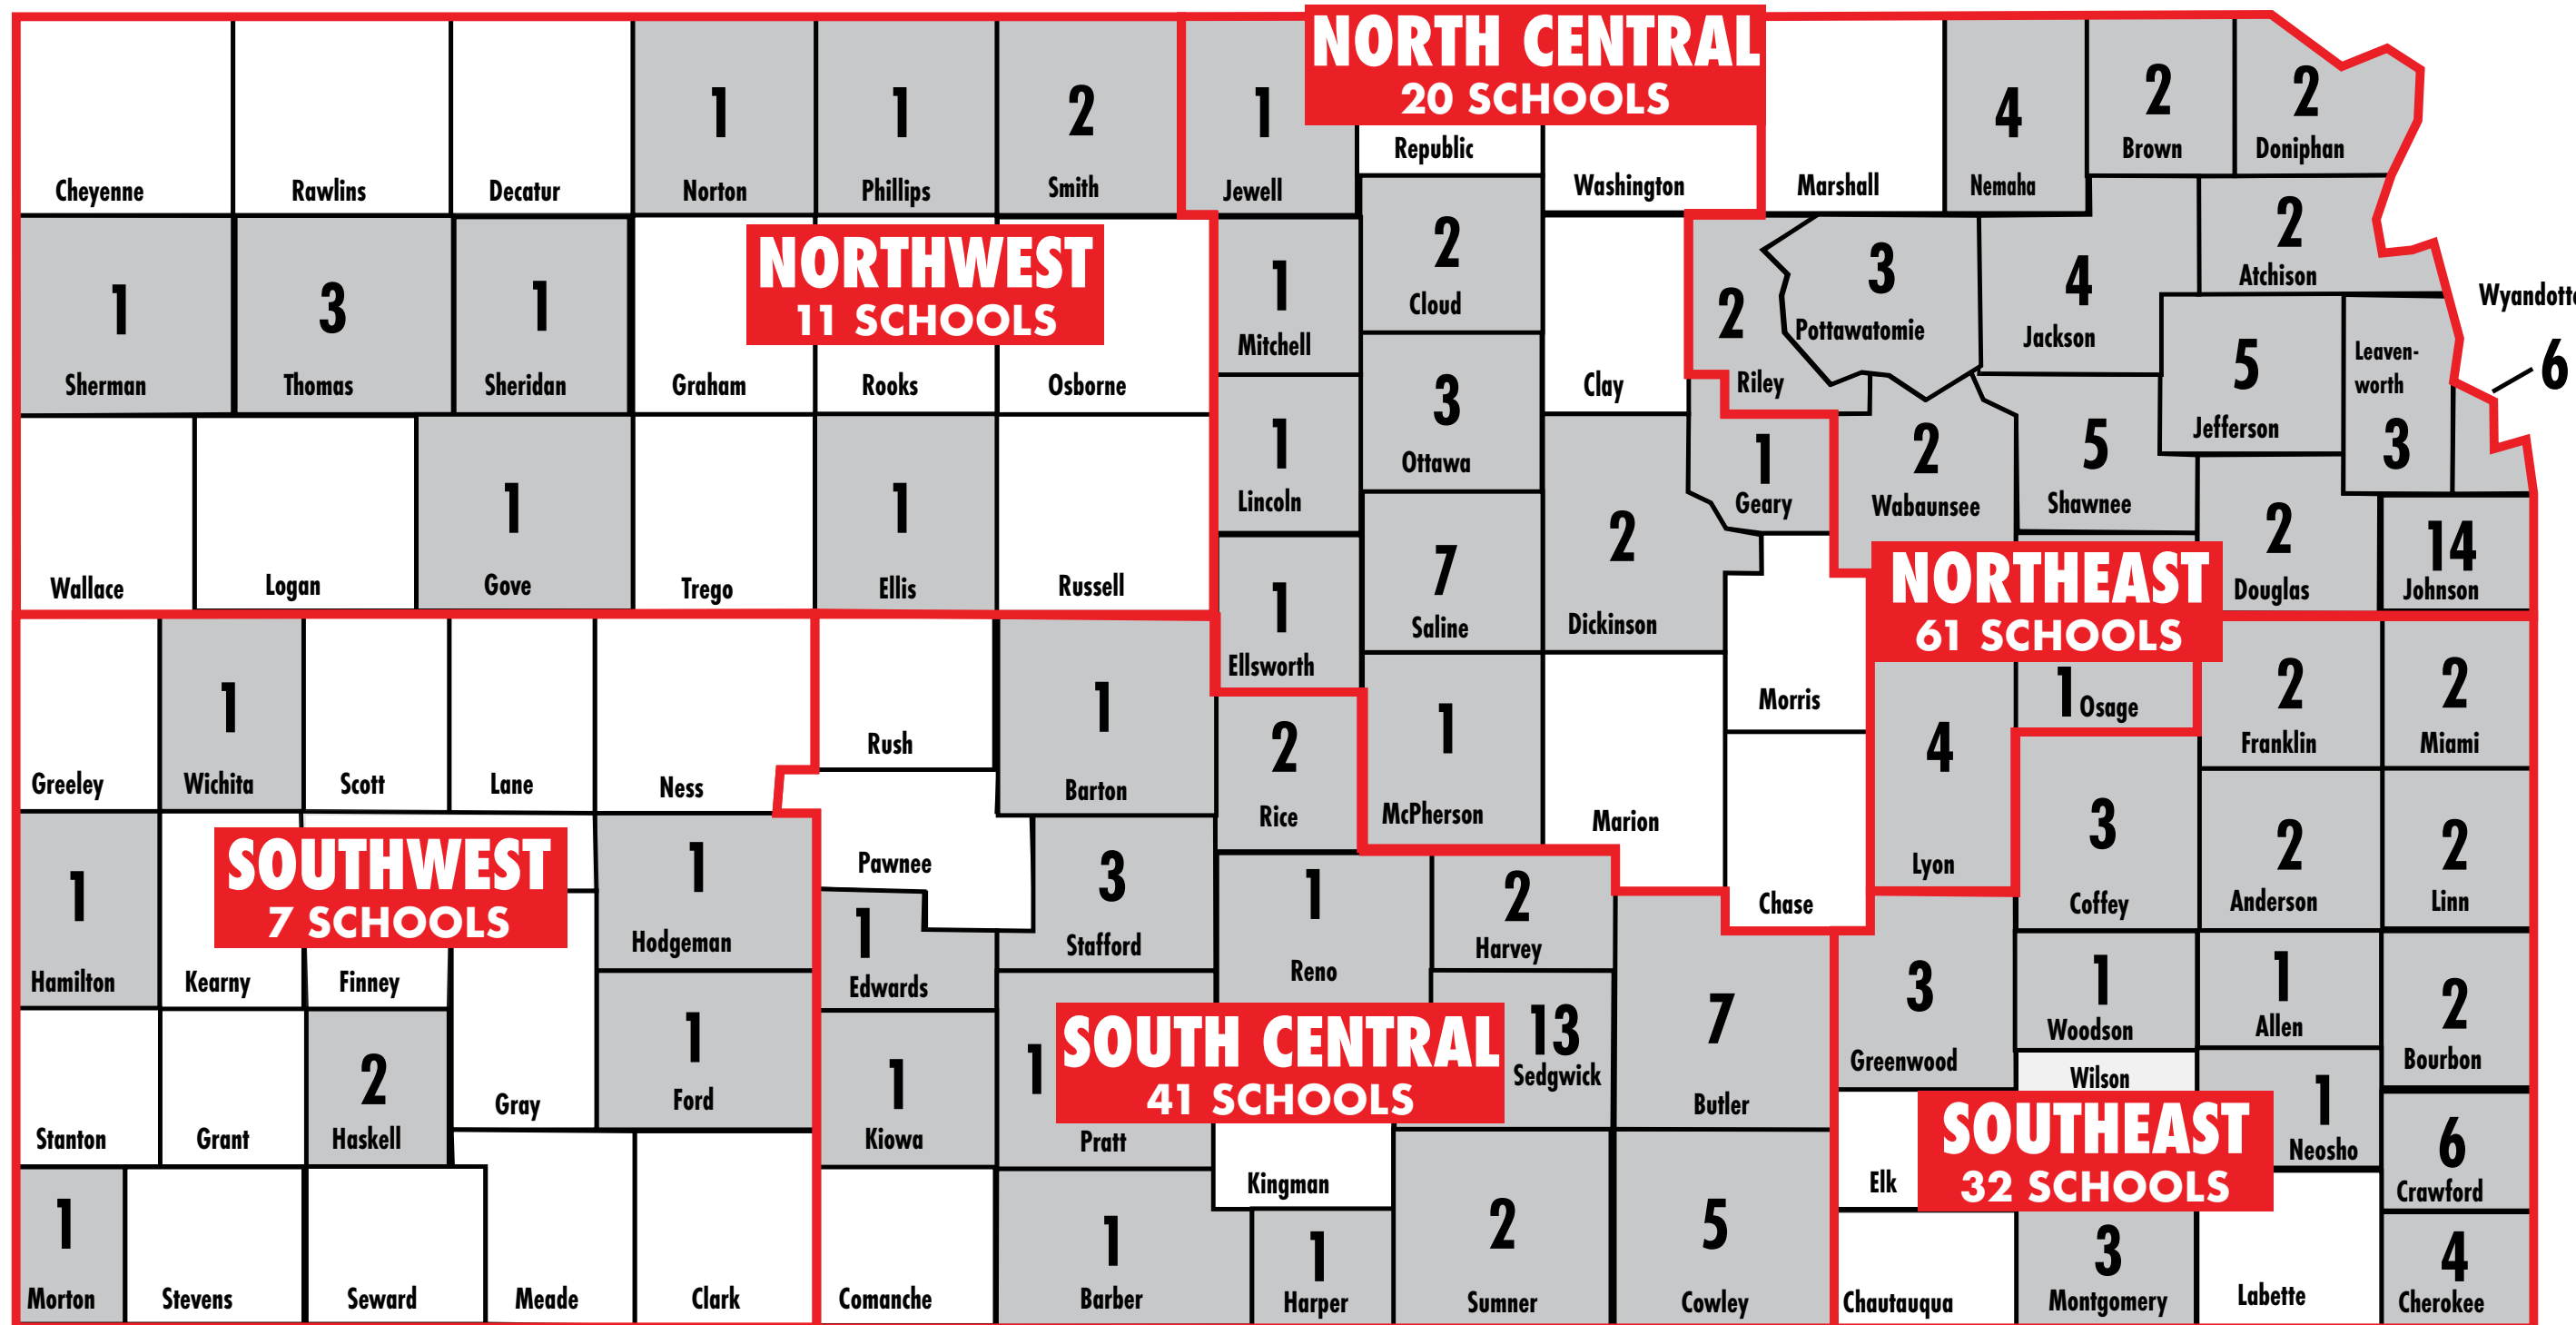 NORTH CENTRAL
20 SCHOOLS
1
1
2
1
4
2
2
Cheyenne
Rawlins
Decatur
Norton
Phillips
Smith
Jewell
Republic
Washington
Marshall
Nemaha
Brown
Doniphan
NORTHWEST
11 SCHOOLS
1
3
1
1
2
2
3
4
2
Atchison
Wyandotte
6
Sherman
Thomas
Sheridan
Graham
Rooks
Osborne
Mitchell
Cloud
Clay
Riley
Pottawatomie
Jackson
5
Jefferson
Leaven-
worth
3
1
1
1
3
1
2
5
Lincoln
Ottawa
Geary
Wabaunsee
Shawnee
Wallace
Logan
Gove
Trego
Ellis
Russell
1
7
2
2
14
Ellsworth
Saline
Dickinson
Douglas
Johnson
NORTHEAST
61 SCHOOLS
1
1
2
1
4
1 Osage
2
2
Greeley
Wichita
Scott
Lane
Ness
Rush
Barton
Rice
McPherson
Marion
Morris
Lyon
Franklin
Miami
SOUTHWEST
7 SCHOOLS
1
1
Pawnee
3
1
2
Chase
3
2
2
Coffey
Anderson
Linn
Hamilton
Kearny
Finney
Hodgeman
1
Edwards
Stafford
Reno
Harvey
SOUTH CENTRAL
41 SCHOOLS
2
1
1
1
13
7
3
1
1
2
Stanton
Grant
Haskell
Gray
Ford
Kiowa
Pratt
Sedgwick
Butler
Greenwood
Woodson
Allen
Bourbon
Wilson
SOUTHEAST
32 SCHOOLS
Kingman
Elk
1
Neosho
6
Crawford
1
1
1
2
5
3
4
Morton
Stevens
Seward
Meade
Clark
Comanche
Barber
Harper
Sumner
Cowley
Chautauqua
Montgomery
Labette
Cherokee